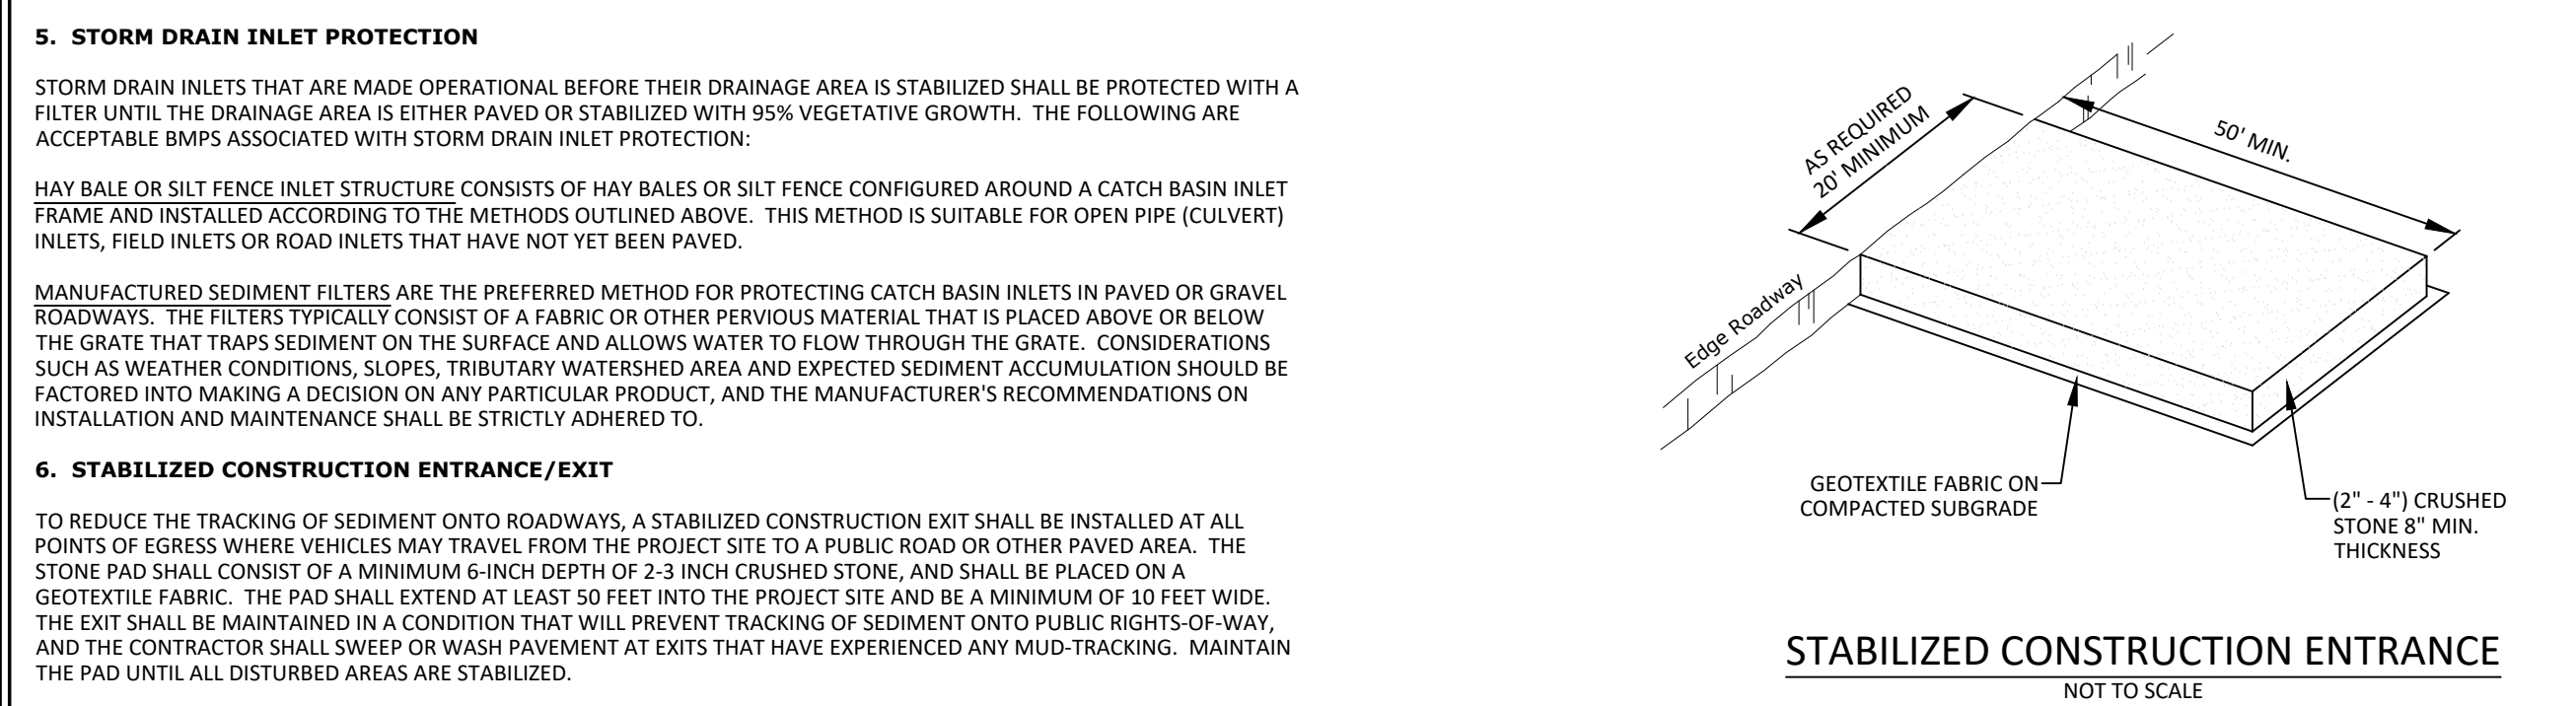 5. STORM DRAIN INLET PROTECTION
STORM DRAIN INLETS THAT ARE MADE OPERATIONAL BEFORE THEIR DRAINAGE AREA IS STABILIZED SHALL BE PROTECTED WITH A
FILTER UNTIL THE DRAINAGE AREA IS EITHER PAVED OR STABILIZED WITH 95% VEGETATIVE GROWTH. THE FOLLOWING ARE
ACCEPTABLE BMPS ASSOCIATED WITH STORM DRAIN INLET PROTECTION:
HAY BALE OR SILT FENCE INLET STRUCTURE CONSISTS OF HAY BALES OR SILT FENCE CONFIGURED AROUND A CATCH BASIN INLET
FRAME AND INSTALLED ACCORDING TO THE METHODS OUTLINED ABOVE. THIS METHOD IS SUITABLE FOR OPEN PIPE (CULVERT)
INLETS, FIELD INLETS OR ROAD INLETS THAT HAVE NOT YET BEEN PAVED.
MANUFACTURED SEDIMENT FILTERS ARE THE PREFERRED METHOD FOR PROTECTING CATCH BASIN INLETS IN PAVED OR GRAVEL
ROADWAYS. THE FILTERS TYPICALLY CONSIST OF A FABRIC OR OTHER PERVIOUS MATERIAL THAT IS PLACED ABOVE OR BELOW
THE GRATE THAT TRAPS SEDIMENT ON THE SURFACE AND ALLOWS WATER TO FLOW THROUGH THE GRATE. CONSIDERATIONS
SUCH AS WEATHER CONDITIONS, SLOPES, TRIBUTARY WATERSHED AREA AND EXPECTED SEDIMENT ACCUMULATION SHOULD BE
FACTORED INTO MAKING A DECISION ON ANY PARTICULAR PRODUCT, AND THE MANUFACTURER'S RECOMMENDATIONS ON
INSTALLATION AND MAINTENANCE SHALL BE STRICTLY ADHERED TO.
6. STABILIZED CONSTRUCTION ENTRANCE/EXIT
TO REDUCE THE TRACKING OF SEDIMENT ONTO ROADWAYS, A STABILIZED CONSTRUCTION EXIT SHALL BE INSTALLED AT ALL
POINTS OF EGRESS WHERE VEHICLES MAY TRAVEL FROM THE PROJECT SITE TO A PUBLIC ROAD OR OTHER PAVED AREA. THE
STONE PAD SHALL CONSIST OF A MINIMUM 6-INCH DEPTH OF 2-3 INCH CRUSHED STONE, AND SHALL BE PLACED ON A
GEOTEXTILE FABRIC. THE PAD SHALL EXTEND AT LEAST 50 FEET INTO THE PROJECT SITE AND BE A MINIMUM OF 10 FEET WIDE.
THE EXIT SHALL BE MAINTAINED IN A CONDITION THAT WILL PREVENT TRACKING OF SEDIMENT ONTO PUBLIC RIGHTS-OF-WAY,
AND THE CONTRACTOR SHALL SWEEP OR WASH PAVEMENT AT EXITS THAT HAVE EXPERIENCED ANY MUD-TRACKING. MAINTAIN
THE PAD UNTIL ALL DISTURBED AREAS ARE STABILIZED.
AS REQUIRED
20' MINIMUM
50' MIN.
Edge Roadway
GEOTEXTILE FABRIC ON
COMPACTED SUBGRADE
(2" - 4") CRUSHED
STONE 8" MIN.
THICKNESS
STABILIZED CONSTRUCTION ENTRANCE
NOT TO SCALE